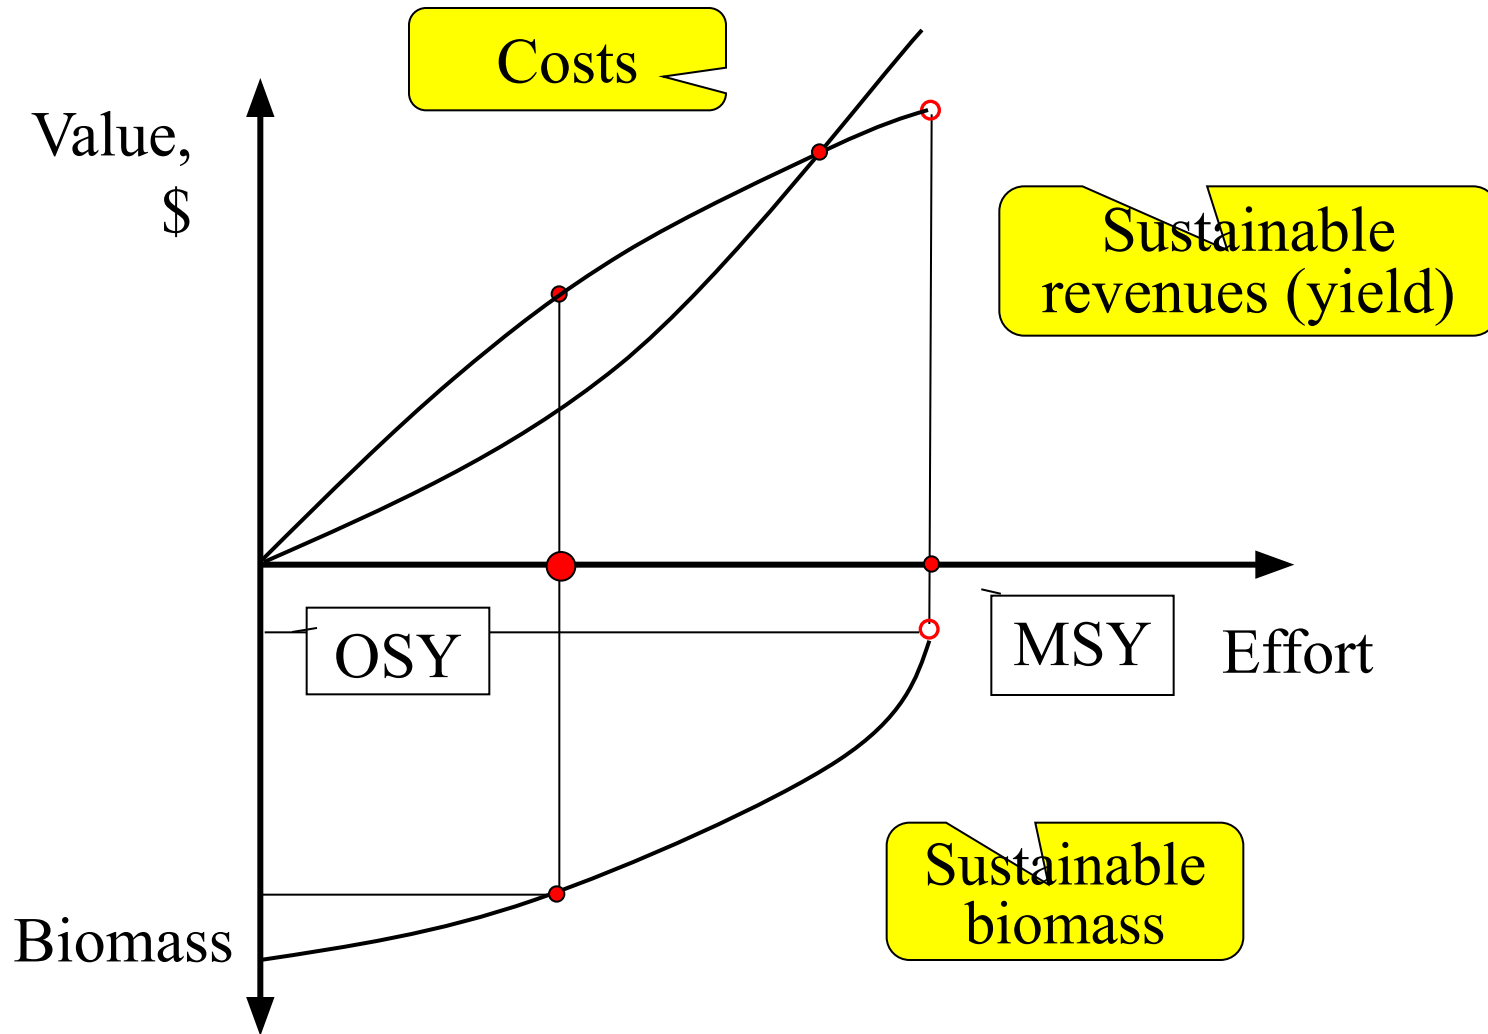 Costs
Value,
$
Sustainable
revenues (yield)
OSY
MSY
Effort
Sustainable
biomass
Biomass